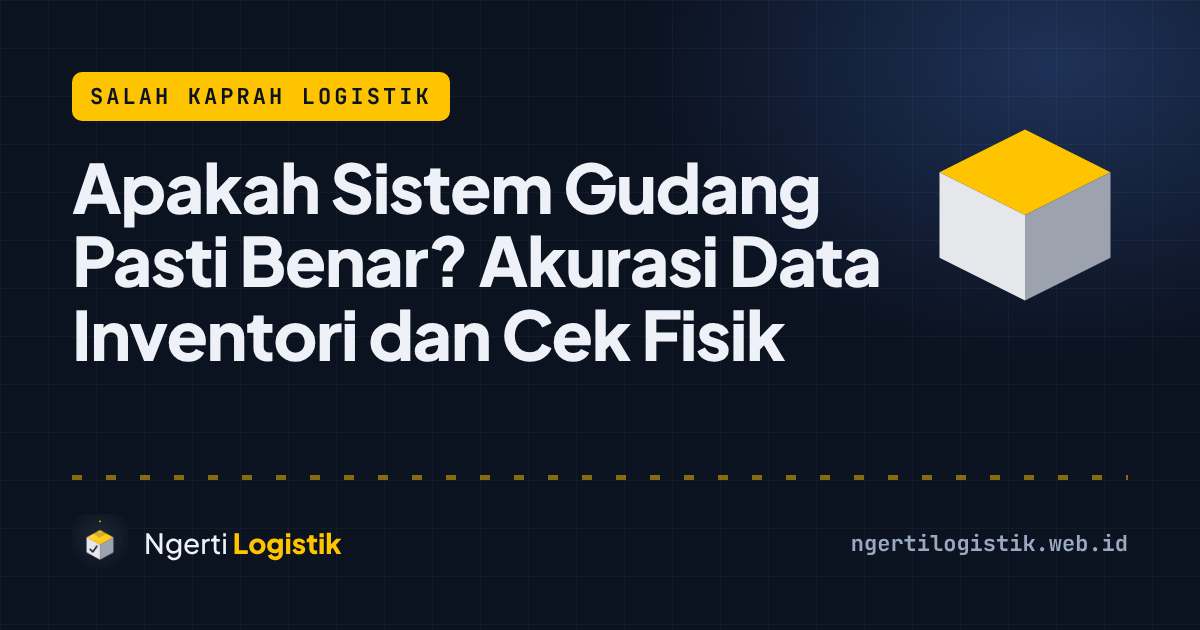 SALAH KAPRAH LOGISTIK
Apakah Sistem Gudang
Pasti Benar? Akurasi Data
Inventori dan Cek Fisik
Ngerti Logistik
ngertilogistik.web.id